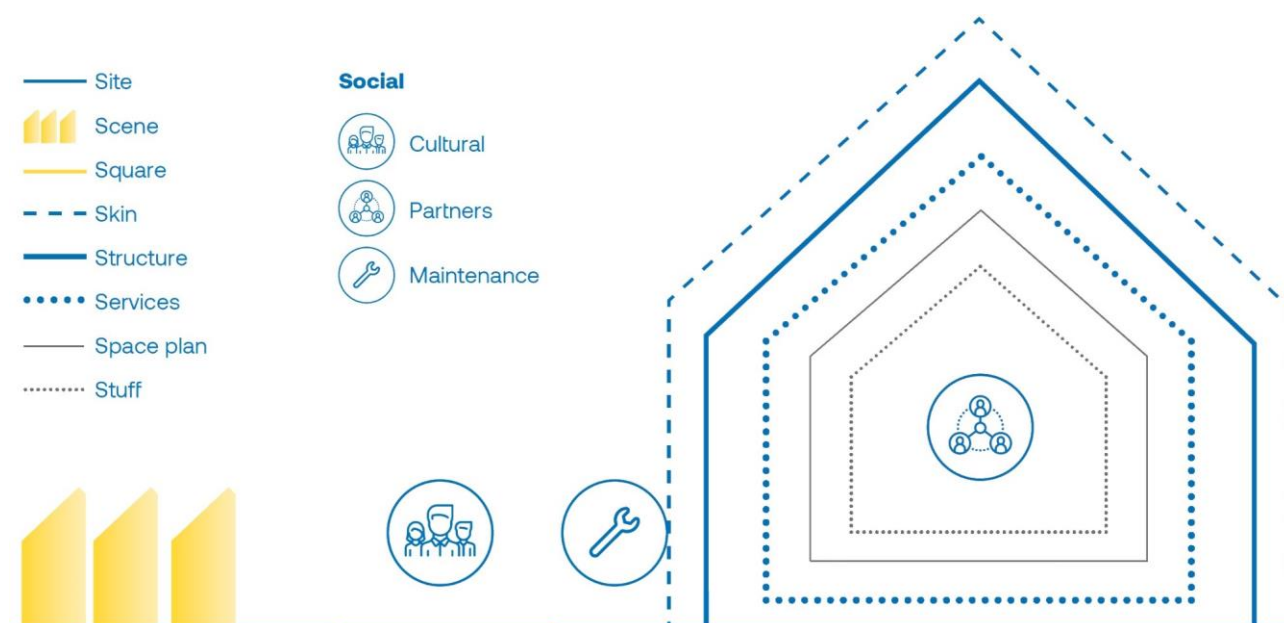 Site
Scene
Square
Skin
Structure
Services
Space plan
Stuff
Social
Cultural
Partners
Maintenance